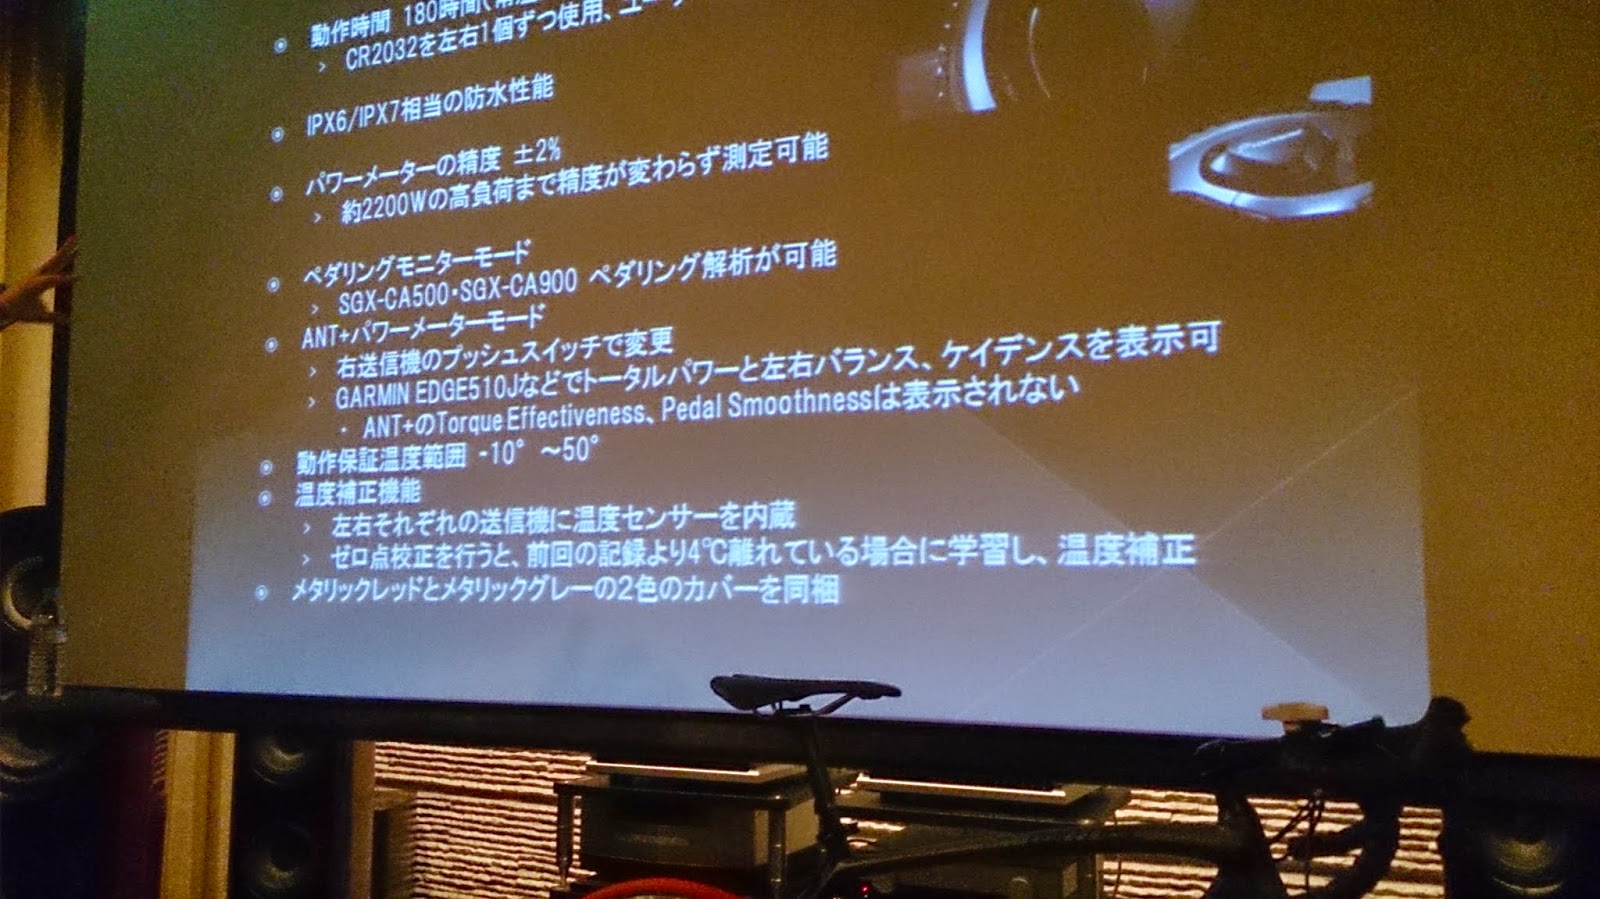 動作時間 180時間(常温
CR2032を左右1個ずつ使用、ユーザ
IPX6/IPX7相当の防水性能
パワーメーターの精度 ±2%
約2200Wの高負荷まで精度が変わらず測定可能
ペダリングモニターモード
SGX-CA500・SGX-CA900 ペダリング解析が可能
ANT+パワーメーターモード
右送信機のプッシュスイッチで変更
GARMIN EDGE510Jなどでトータルパワーと左右バランス、ケイデンスを表示可
・ ANT+のTorque Effectiveness、Pedal Smoothnessは表示されない
動作保証温度範囲 -10° ~50°
温度補正機能
左右それぞれの送信機に温度センサーを内蔵
ゼロ点校正を行うと、前回の記録より4℃離れている場合に学習し、温度補正
メタリックレッドとメタリックグレーの2色のカバーを同梱